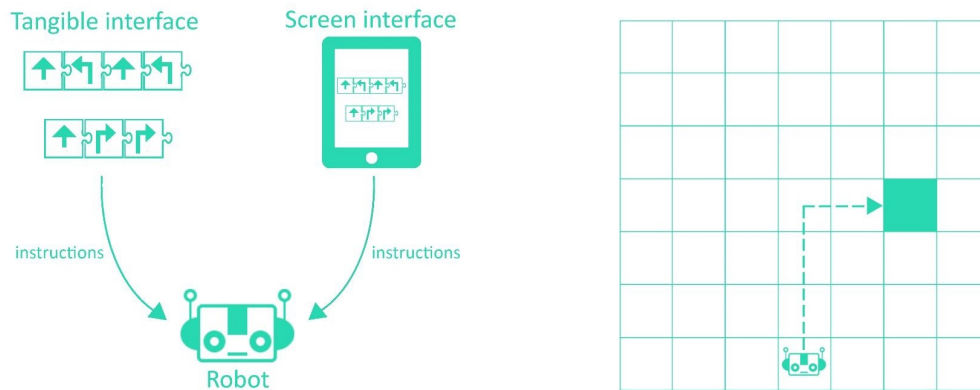 Tangible interface
Screen interface
instructions
instructions
Robot